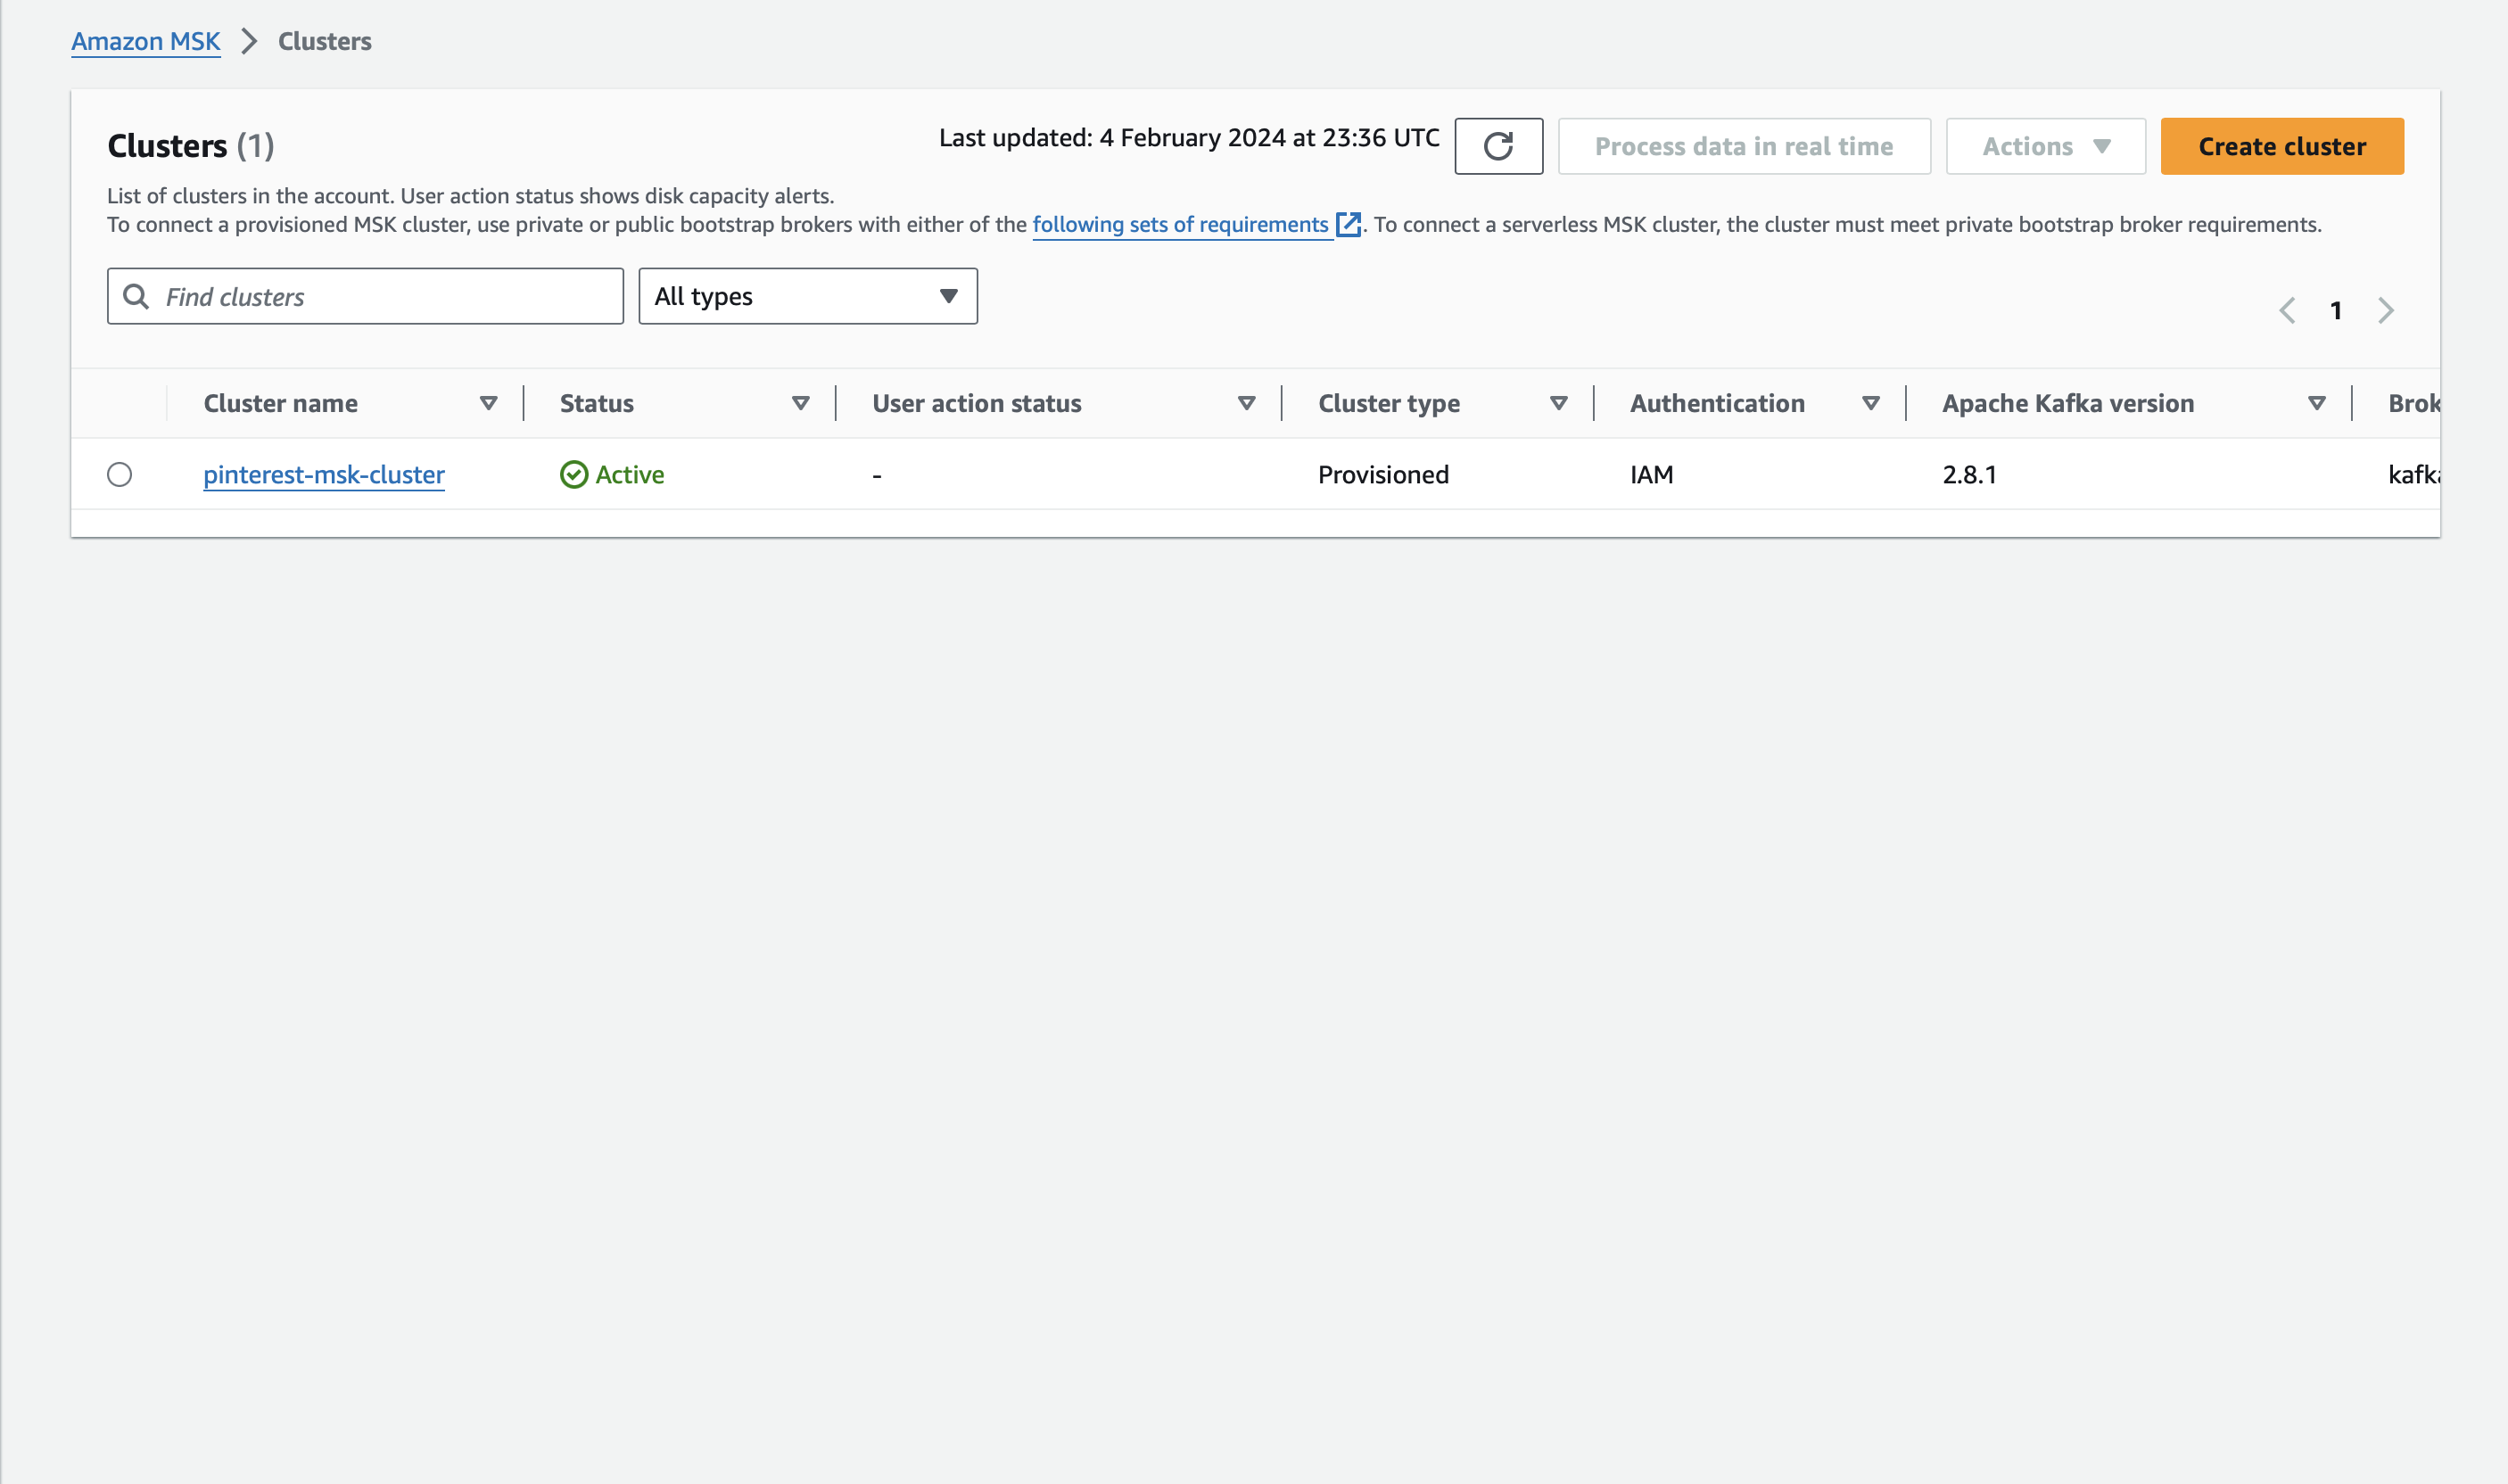 Amazon MSK > Clusters
Clusters (1)
Last updated: 4 February 2024 at 23:36 UTC
Process data in real time
Actions
Create cluster
List of clusters in the account. User action status shows disk capacity alerts.
To connect a provisioned MSK cluster, use private or public bootstrap brokers with either of the following sets of requirements. To connect a serverless MSK cluster, the cluster must meet private bootstrap broker requirements.
Find clusters
All types
1
Cluster name Status User action status Cluster type Authentication Apache Kafka version
pinterest-msk-cluster Active - Provisioned IAM 2.8.1